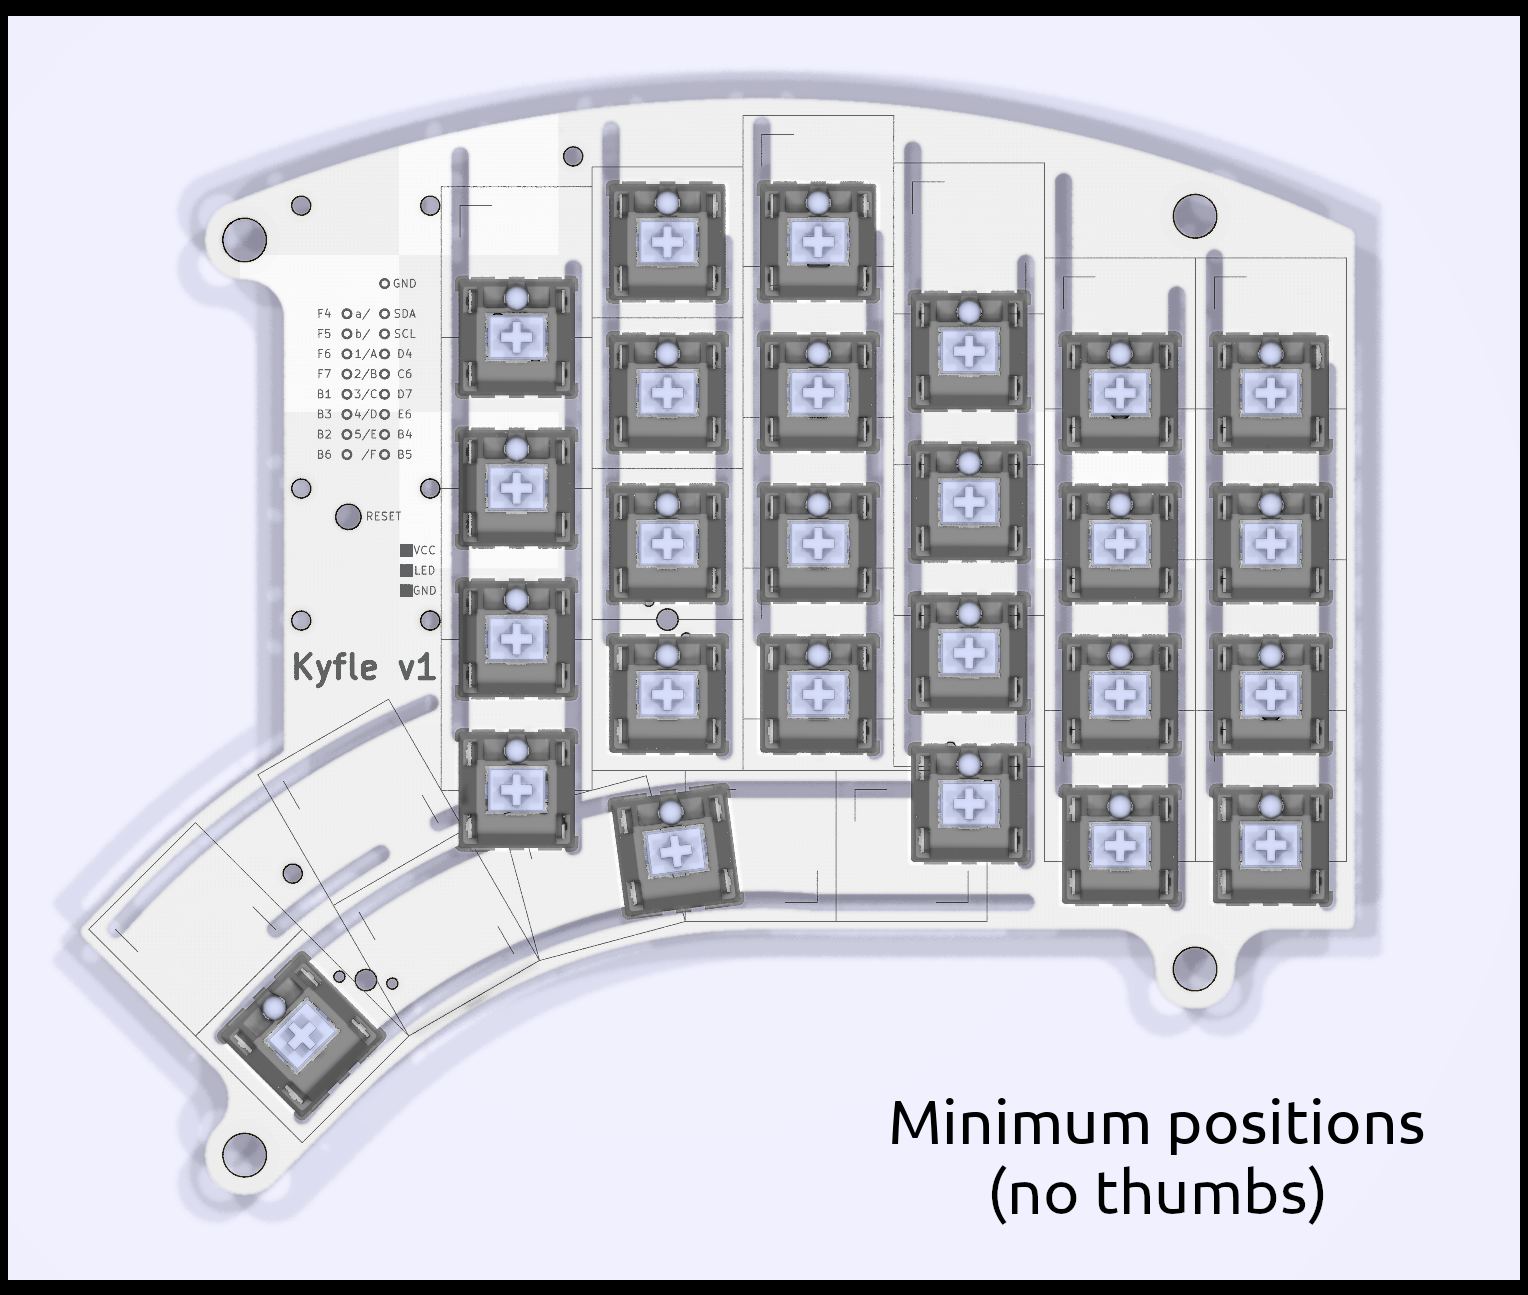 GND
F4 a/ SDA
F5 b/ SCL
F6 1/A D4
F7 2/B C6
B1 3/C D7
B3 4/D E6
B2 5/E B4
B6 /F B5
RESET
VCC
LED
GND
Kyfle v1
Minimum positions
(no thumbs)